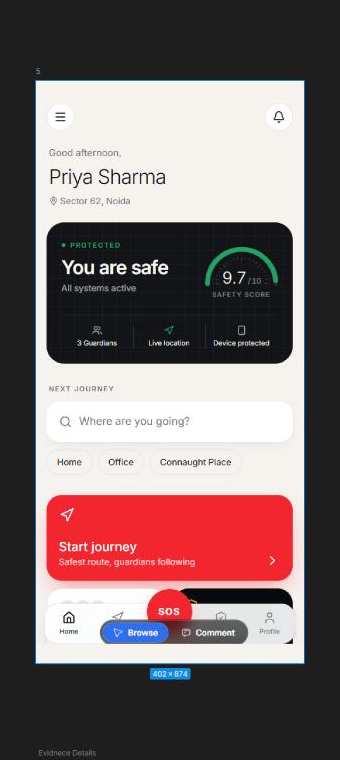 5
Good afternoon,
Priya Sharma
Sector 62, Noida
PROTECTED
You are safe
All systems active
9.7 / 10
SAFETY SCORE
3 Guardians
Live location
Device protected
NEXT JOURNEY
Where are you going?
Home
Office
Connaught Place
Start journey
Safest route, guardians following
SOS
Home
Browse
Comment
Profile
402 × 874
Evidnece Details